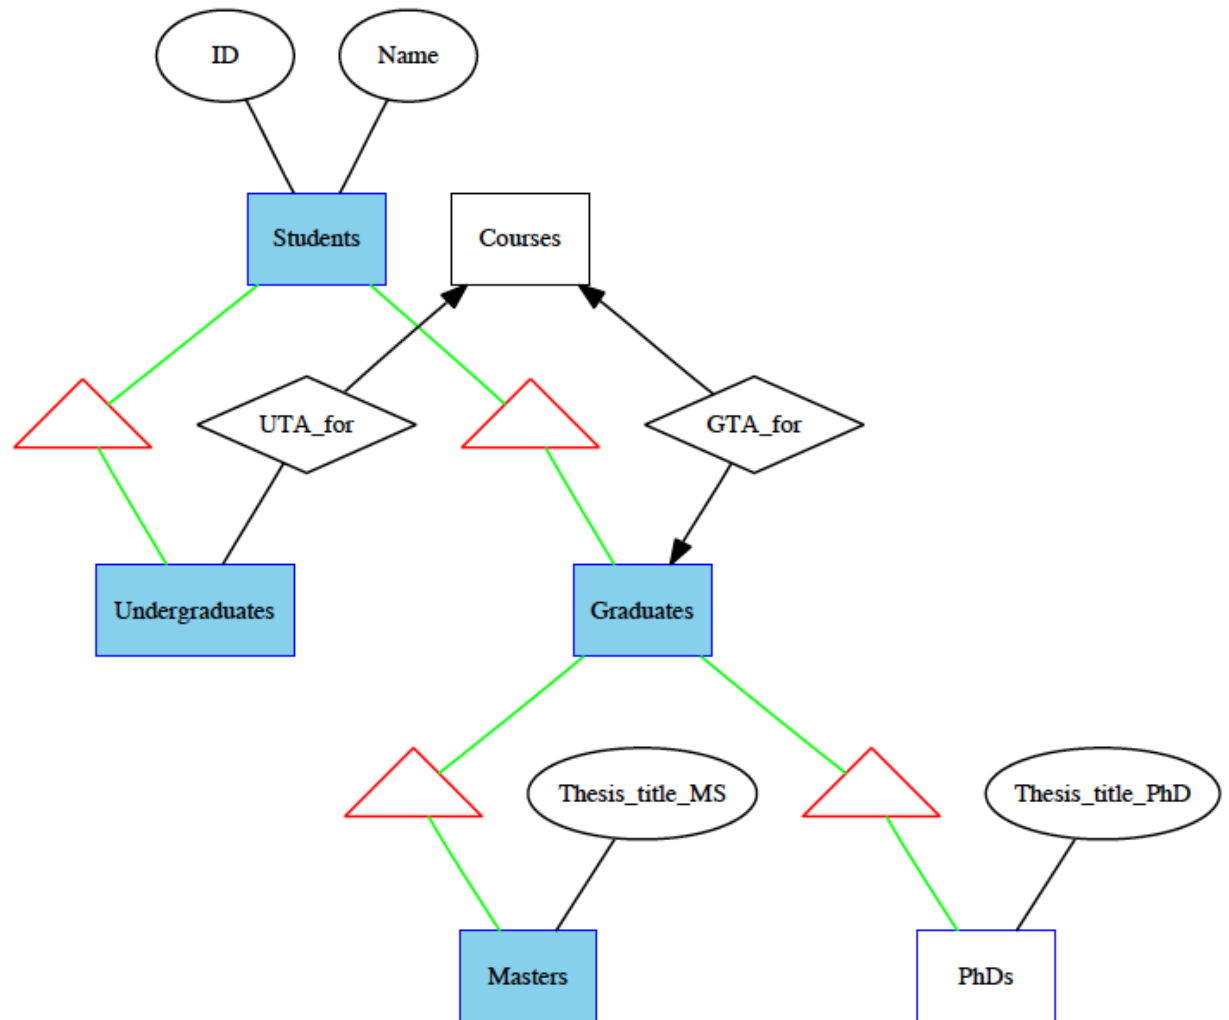 ID
Name
Students
Courses
UTA_for
GTA_for
Undergraduates
Graduates
Thesis_title_MS
Thesis_title_PhD
Masters
PhDs